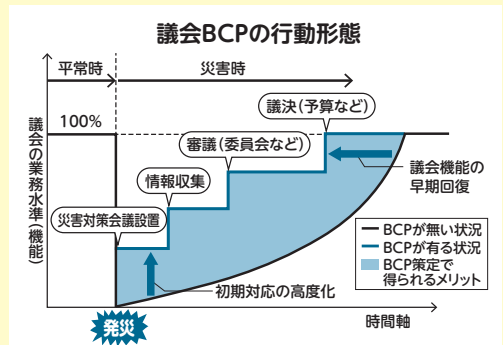 議会BCPの行動形態
平常時
災害時
議会の業務水準(機能)
100%
議決(予算など)
審議(委員会など)
情報収集
災害対策会議設置
議会機能の
早期回復
初期対応の高度化
BCPが無い状況
BCPが有る状況
BCP策定で
得られるメリット
発災
時間軸